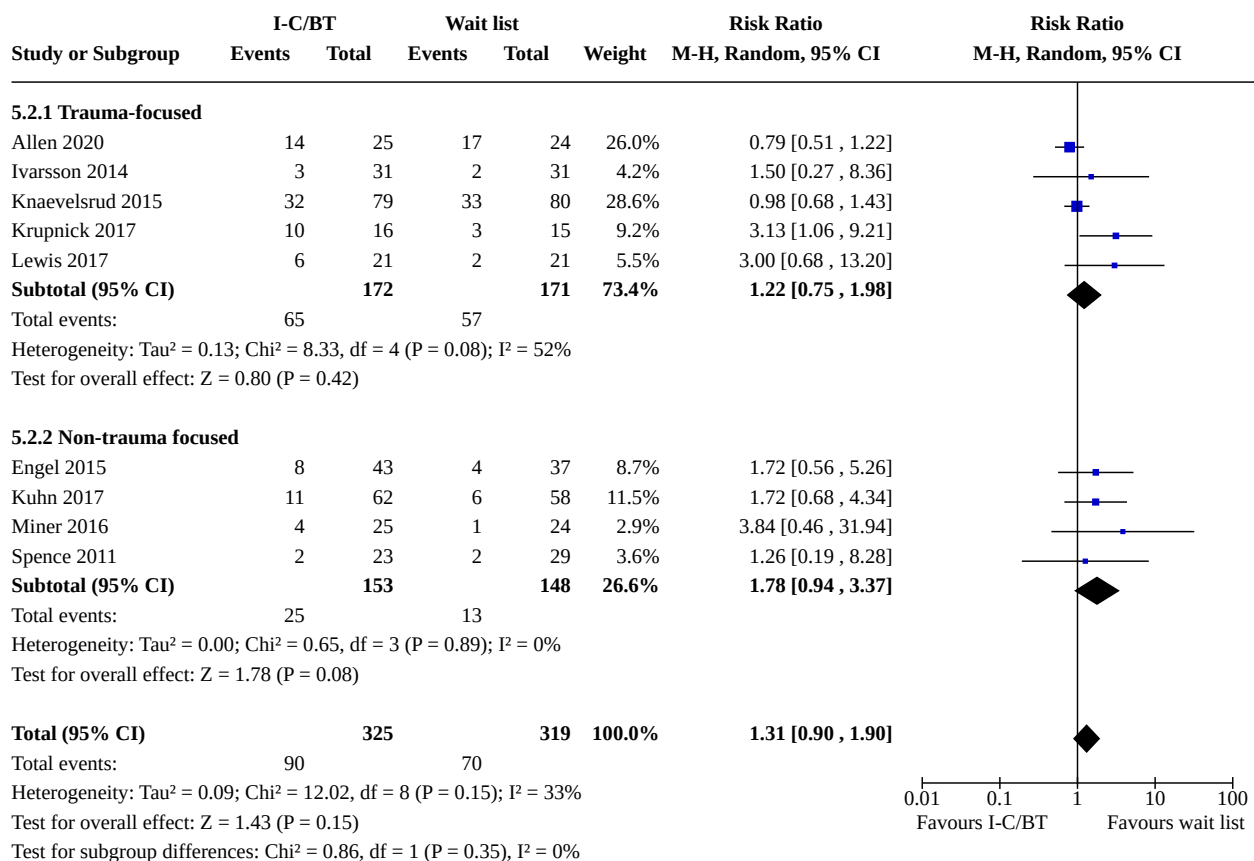 I-C/BT Wait list Risk Ratio Risk Ratio
Study or Subgroup Events Total Events Total Weight M-H, Random, 95% CI M-H, Random, 95% CI
5.2.1 Trauma-focused
Allen 2020 14 25 17 24 26.0% 0.79 [0.51 , 1.22]
Ivarsson 2014 3 31 2 31 4.2% 1.50 [0.27 , 8.36]
Knaevelsrud 2015 32 79 33 80 28.6% 0.98 [0.68 , 1.43]
Krupnick 2017 10 16 3 15 9.2% 3.13 [1.06 , 9.21]
Lewis 2017 6 21 2 21 5.5% 3.00 [0.68 , 13.20]
Subtotal (95% CI) 172 171 73.4% 1.22 [0.75 , 1.98]
Total events: 65 57
Heterogeneity: Tau² = 0.13; Chi² = 8.33, df = 4 (P = 0.08); I² = 52%
Test for overall effect: Z = 0.80 (P = 0.42)
5.2.2 Non-trauma focused
Engel 2015 8 43 4 37 8.7% 1.72 [0.56 , 5.26]
Kuhn 2017 11 62 6 58 11.5% 1.72 [0.68 , 4.34]
Miner 2016 4 25 1 24 2.9% 3.84 [0.46 , 31.94]
Spence 2011 2 23 2 29 3.6% 1.26 [0.19 , 8.28]
Subtotal (95% CI) 153 148 26.6% 1.78 [0.94 , 3.37]
Total events: 25 13
Heterogeneity: Tau² = 0.00; Chi² = 0.65, df = 3 (P = 0.89); I² = 0%
Test for overall effect: Z = 1.78 (P = 0.08)
Total (95% CI) 325 319 100.0% 1.31 [0.90 , 1.90]
Total events: 90 70
Heterogeneity: Tau² = 0.09; Chi² = 12.02, df = 8 (P = 0.15); I² = 33%
0.01 0.1 1 10 100
Test for overall effect: Z = 1.43 (P = 0.15) Favours I-C/BT Favours wait list
Test for subgroup differences: Chi² = 0.86, df = 1 (P = 0.35), I² = 0%